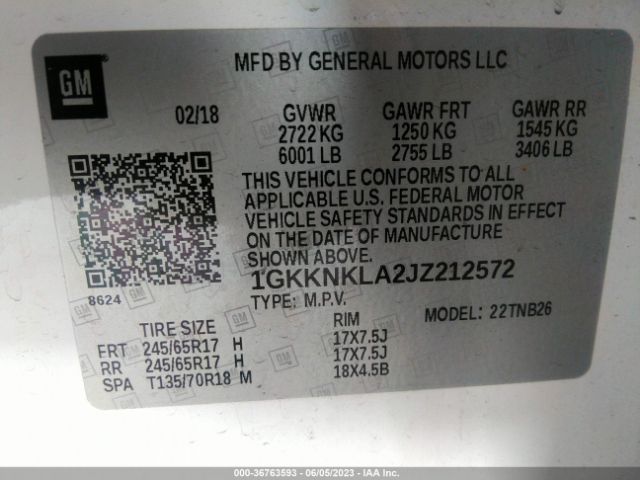 GM
MFD BY GENERAL MOTORS LLC
02/18 GVWR GAWR FRT GAWR RR
2722 KG 1250 KG 1545 KG
6001 LB 2755 LB 3406 LB
THIS VEHICLE CONFORMS TO ALL
APPLICABLE U.S. FEDERAL MOTOR
VEHICLE SAFETY STANDARDS IN EFFECT
ON THE DATE OF MANUFACTURE
SHOWN ABOVE.
8624
1GKKNKLA2JZ212572
TYPE: M.P.V. MODEL: 22TNB26
TIRE SIZE RIM
FRT 245/65R17 H 17X7.5J
RR 245/65R17 H 17X7.5J
SPA T135/70R18 M 18X4.5B
000-36763593 - 06/05/2023 - IAAI.COM